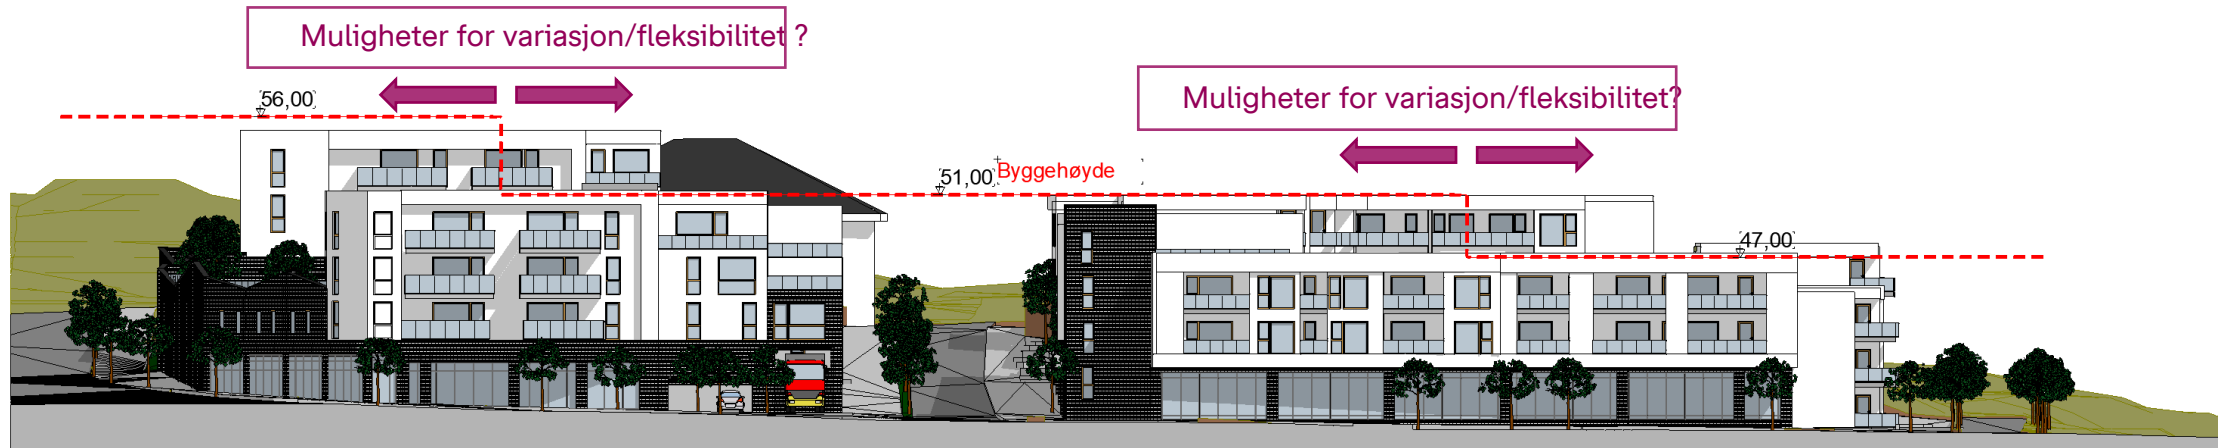 Muligheter for variasjon/fleksibilitet ?
Muligheter for variasjon/fleksibilitet?
56,00
51,00
Byggehøyde
47,00